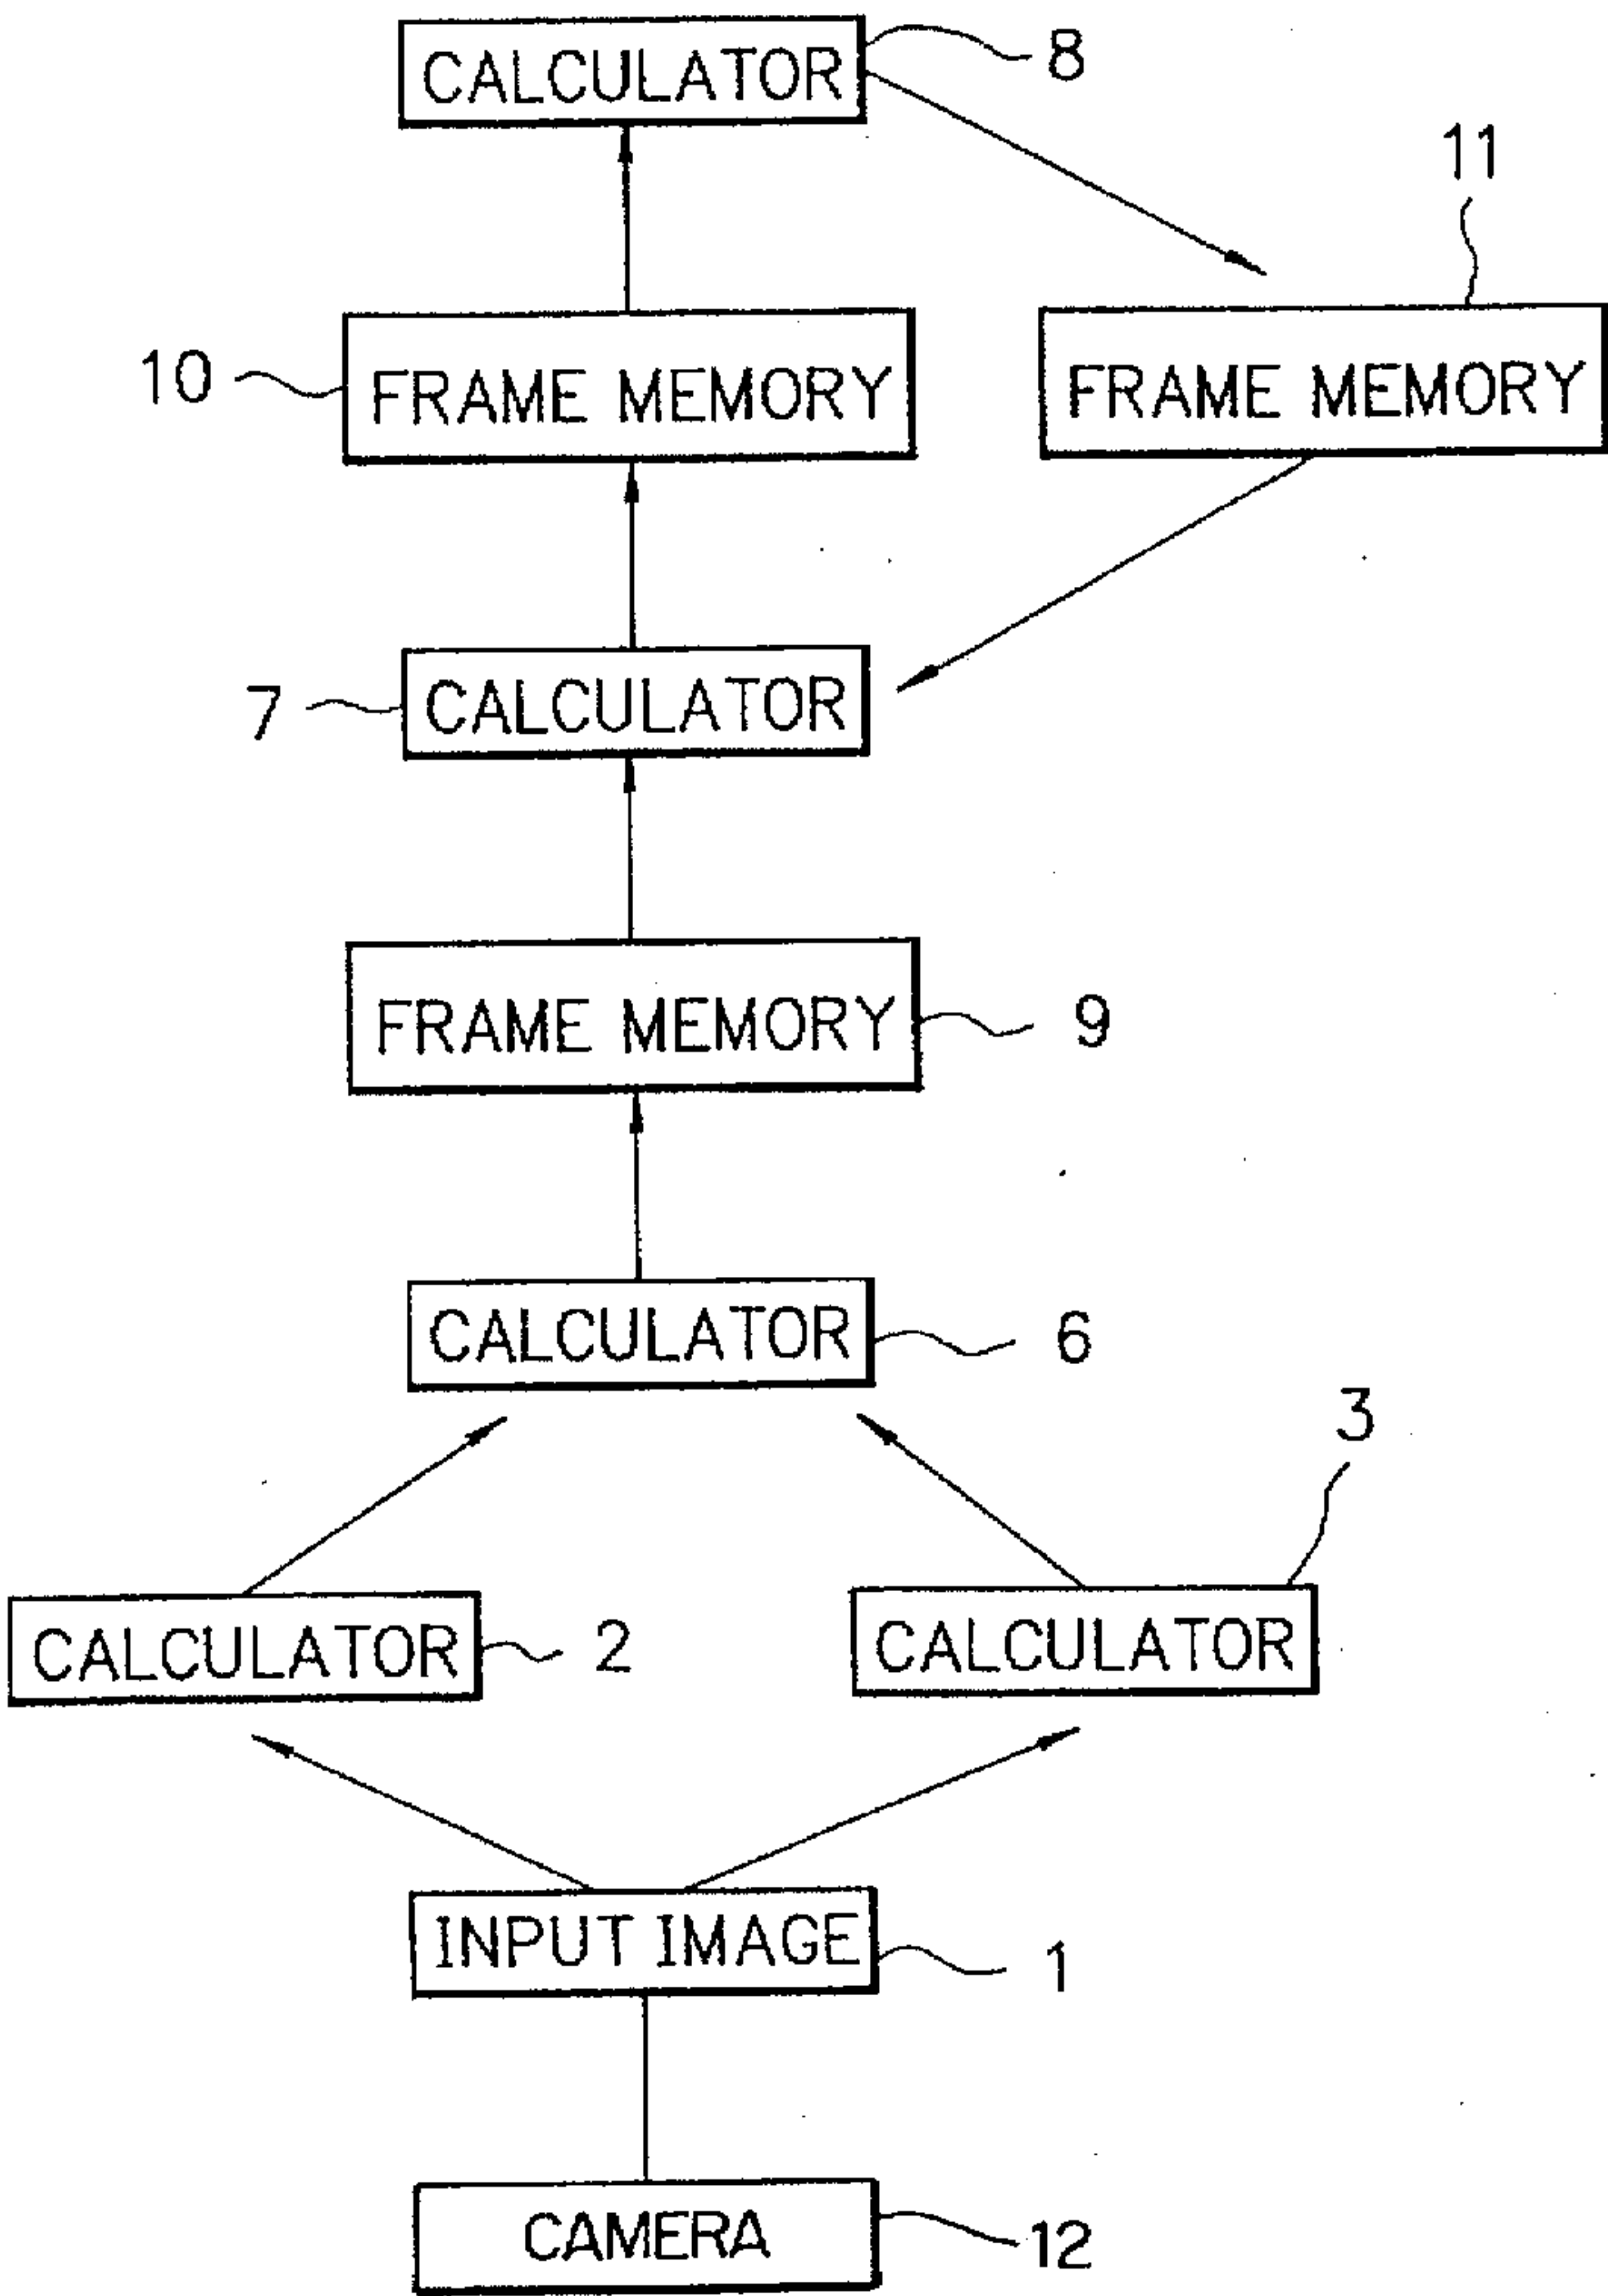 CALCULATOR
8
11
10
FRAME MEMORY
FRAME MEMORY
7
CALCULATOR
FRAME MEMORY
9
CALCULATOR
6
3
CALCULATOR
2
CALCULATOR
INPUT IMAGE
1
CAMERA
12